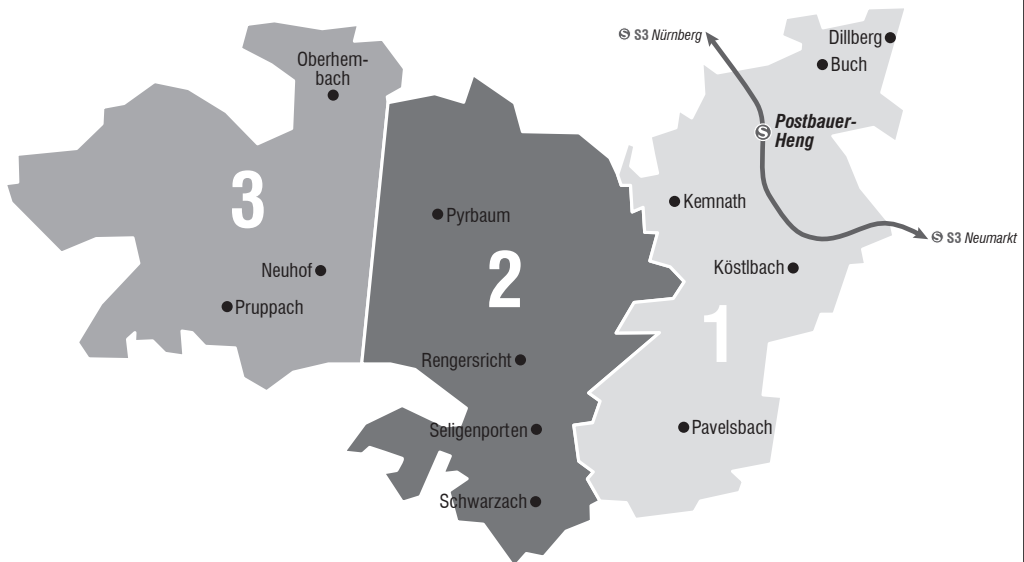 S S3 Nürnberg
Dillberg
Buch
Oberhem-
bach
S Postbauer-
Heng
3
Kemnath
Pyrbaum
S S3 Neumarkt
Neuhof
2
Köstlbach
Pruppach
1
Rengersricht
Seligenporten
Pavelsbach
Schwarzach